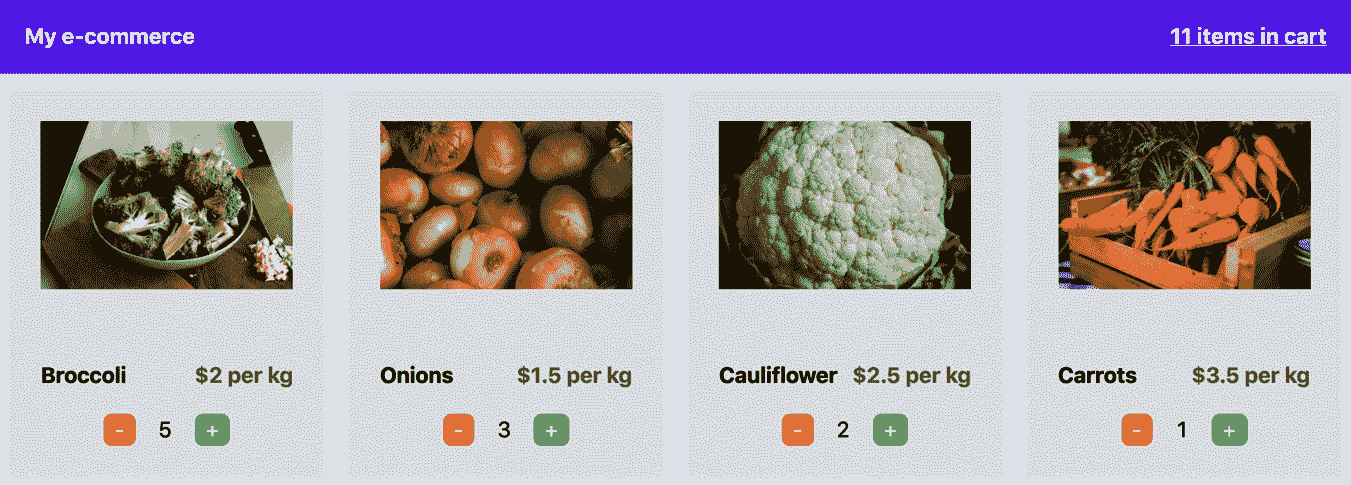 My e-commerce
11 items in cart
Broccoli $2 per kg
Onions $1.5 per kg
Cauliflower $2.5 per kg
Carrots $3.5 per kg
- 5 +
- 3 +
- 2 +
- 1 +